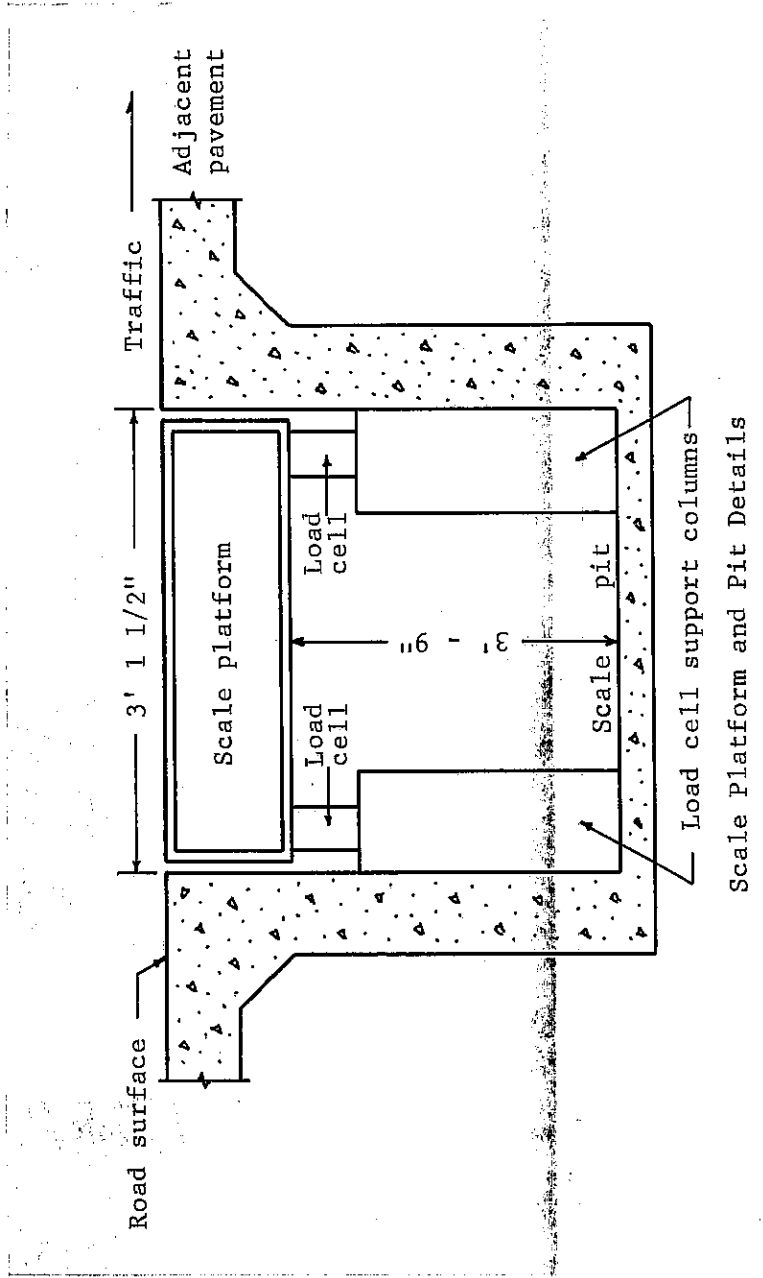 Traffic
Adjacent
pavement
Road surface
3' 1 1/2"
Scale platform
Load
cell
Load
cell
3' - 9"
Scale pit
Load cell support columns
Scale Platform and Pit Details